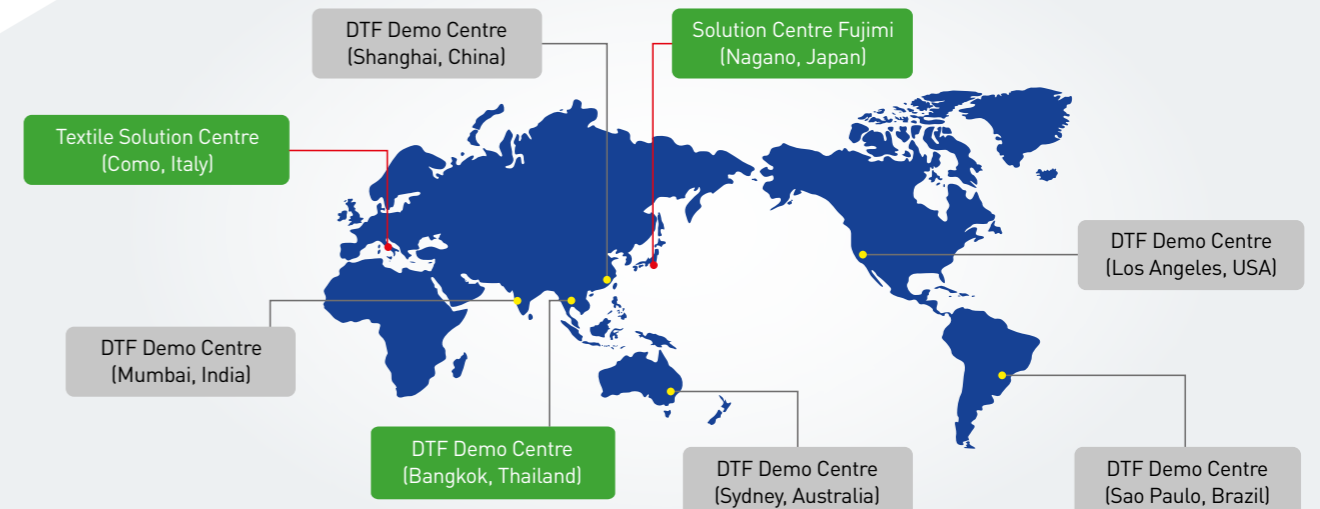 DTF Demo Centre
(Shanghai, China)
Solution Centre Fujimi
(Nagano, Japan)
Textile Solution Centre
(Como, Italy)
DTF Demo Centre
(Los Angeles, USA)
DTF Demo Centre
(Mumbai, India)
DTF Demo Centre
(Bangkok, Thailand)
DTF Demo Centre
(Sydney, Australia)
DTF Demo Centre
(Sao Paulo, Brazil)